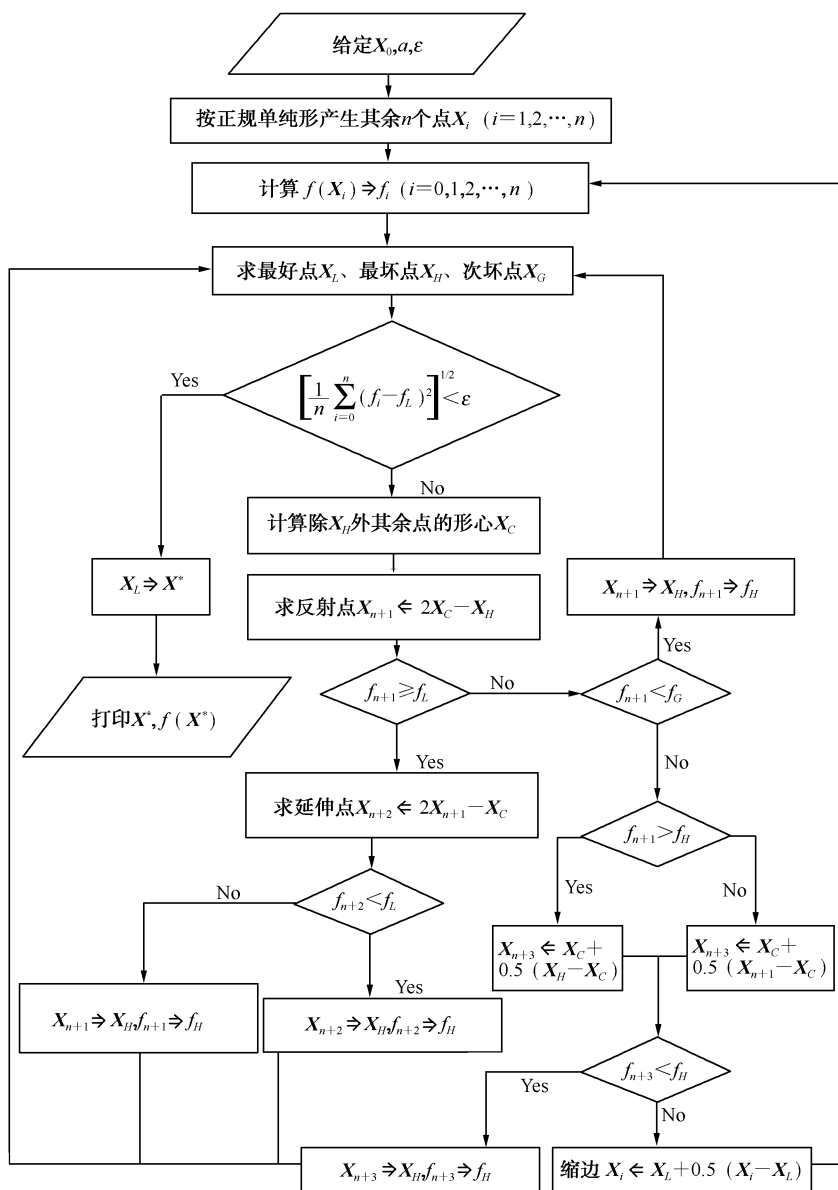 给定X₀,a,ε
按正规单纯形产生其余n个点Xᵢ (i=1,2,…,n)
计算 f(Xᵢ)⇒fᵢ (i=0,1,2,…,n)
求最好点X_L、最坏点X_H、次坏点X_G
[1/n ∑_{i=0}^{n}(fᵢ−f_L)²]^{1/2}<ε
Yes
No
计算除X_H外其余点的形心X_C
X_L⇒X*
打印X*,f(X*)
求反射点X_{n+1}⇐2X_C−X_H
X_{n+1}⇒X_H,f_{n+1}⇒f_H
Yes
f_{n+1}≥f_L
No
f_{n+1}<f_G
Yes
No
求延伸点X_{n+2}⇐2X_{n+1}−X_C
f_{n+1}>f_H
Yes
No
f_{n+2}<f_L
No
Yes
X_{n+3}⇐X_C+
0.5 (X_H−X_C)
X_{n+3}⇐X_C+
0.5 (X_{n+1}−X_C)
X_{n+1}⇒X_H,f_{n+1}⇒f_H
X_{n+2}⇒X_H,f_{n+2}⇒f_H
f_{n+3}<f_H
Yes
No
X_{n+3}⇒X_H,f_{n+3}⇒f_H
缩边 Xᵢ⇐X_L+0.5 (Xᵢ−X_L)